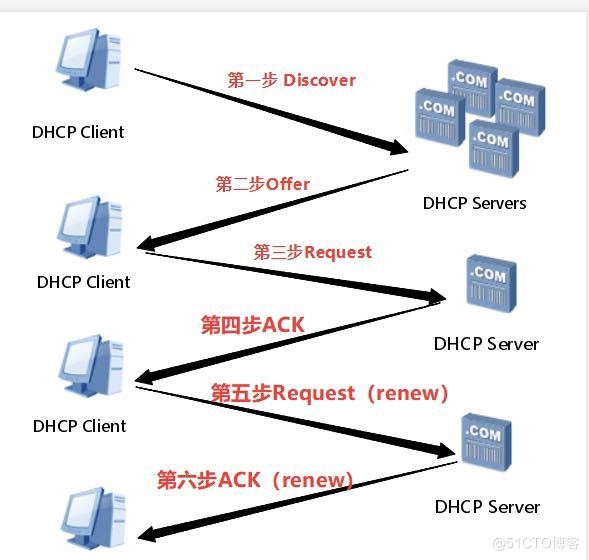 第一步 Discover
.COM
.COM
.COM
.COM
DHCP Client
第二步Offer
DHCP Servers
第三步Request
DHCP Client
.COM
第四步ACK
DHCP Server
第五步Request（renew）
DHCP Client
.COM
第六步ACK（renew）
DHCP Server
@51CTO博客